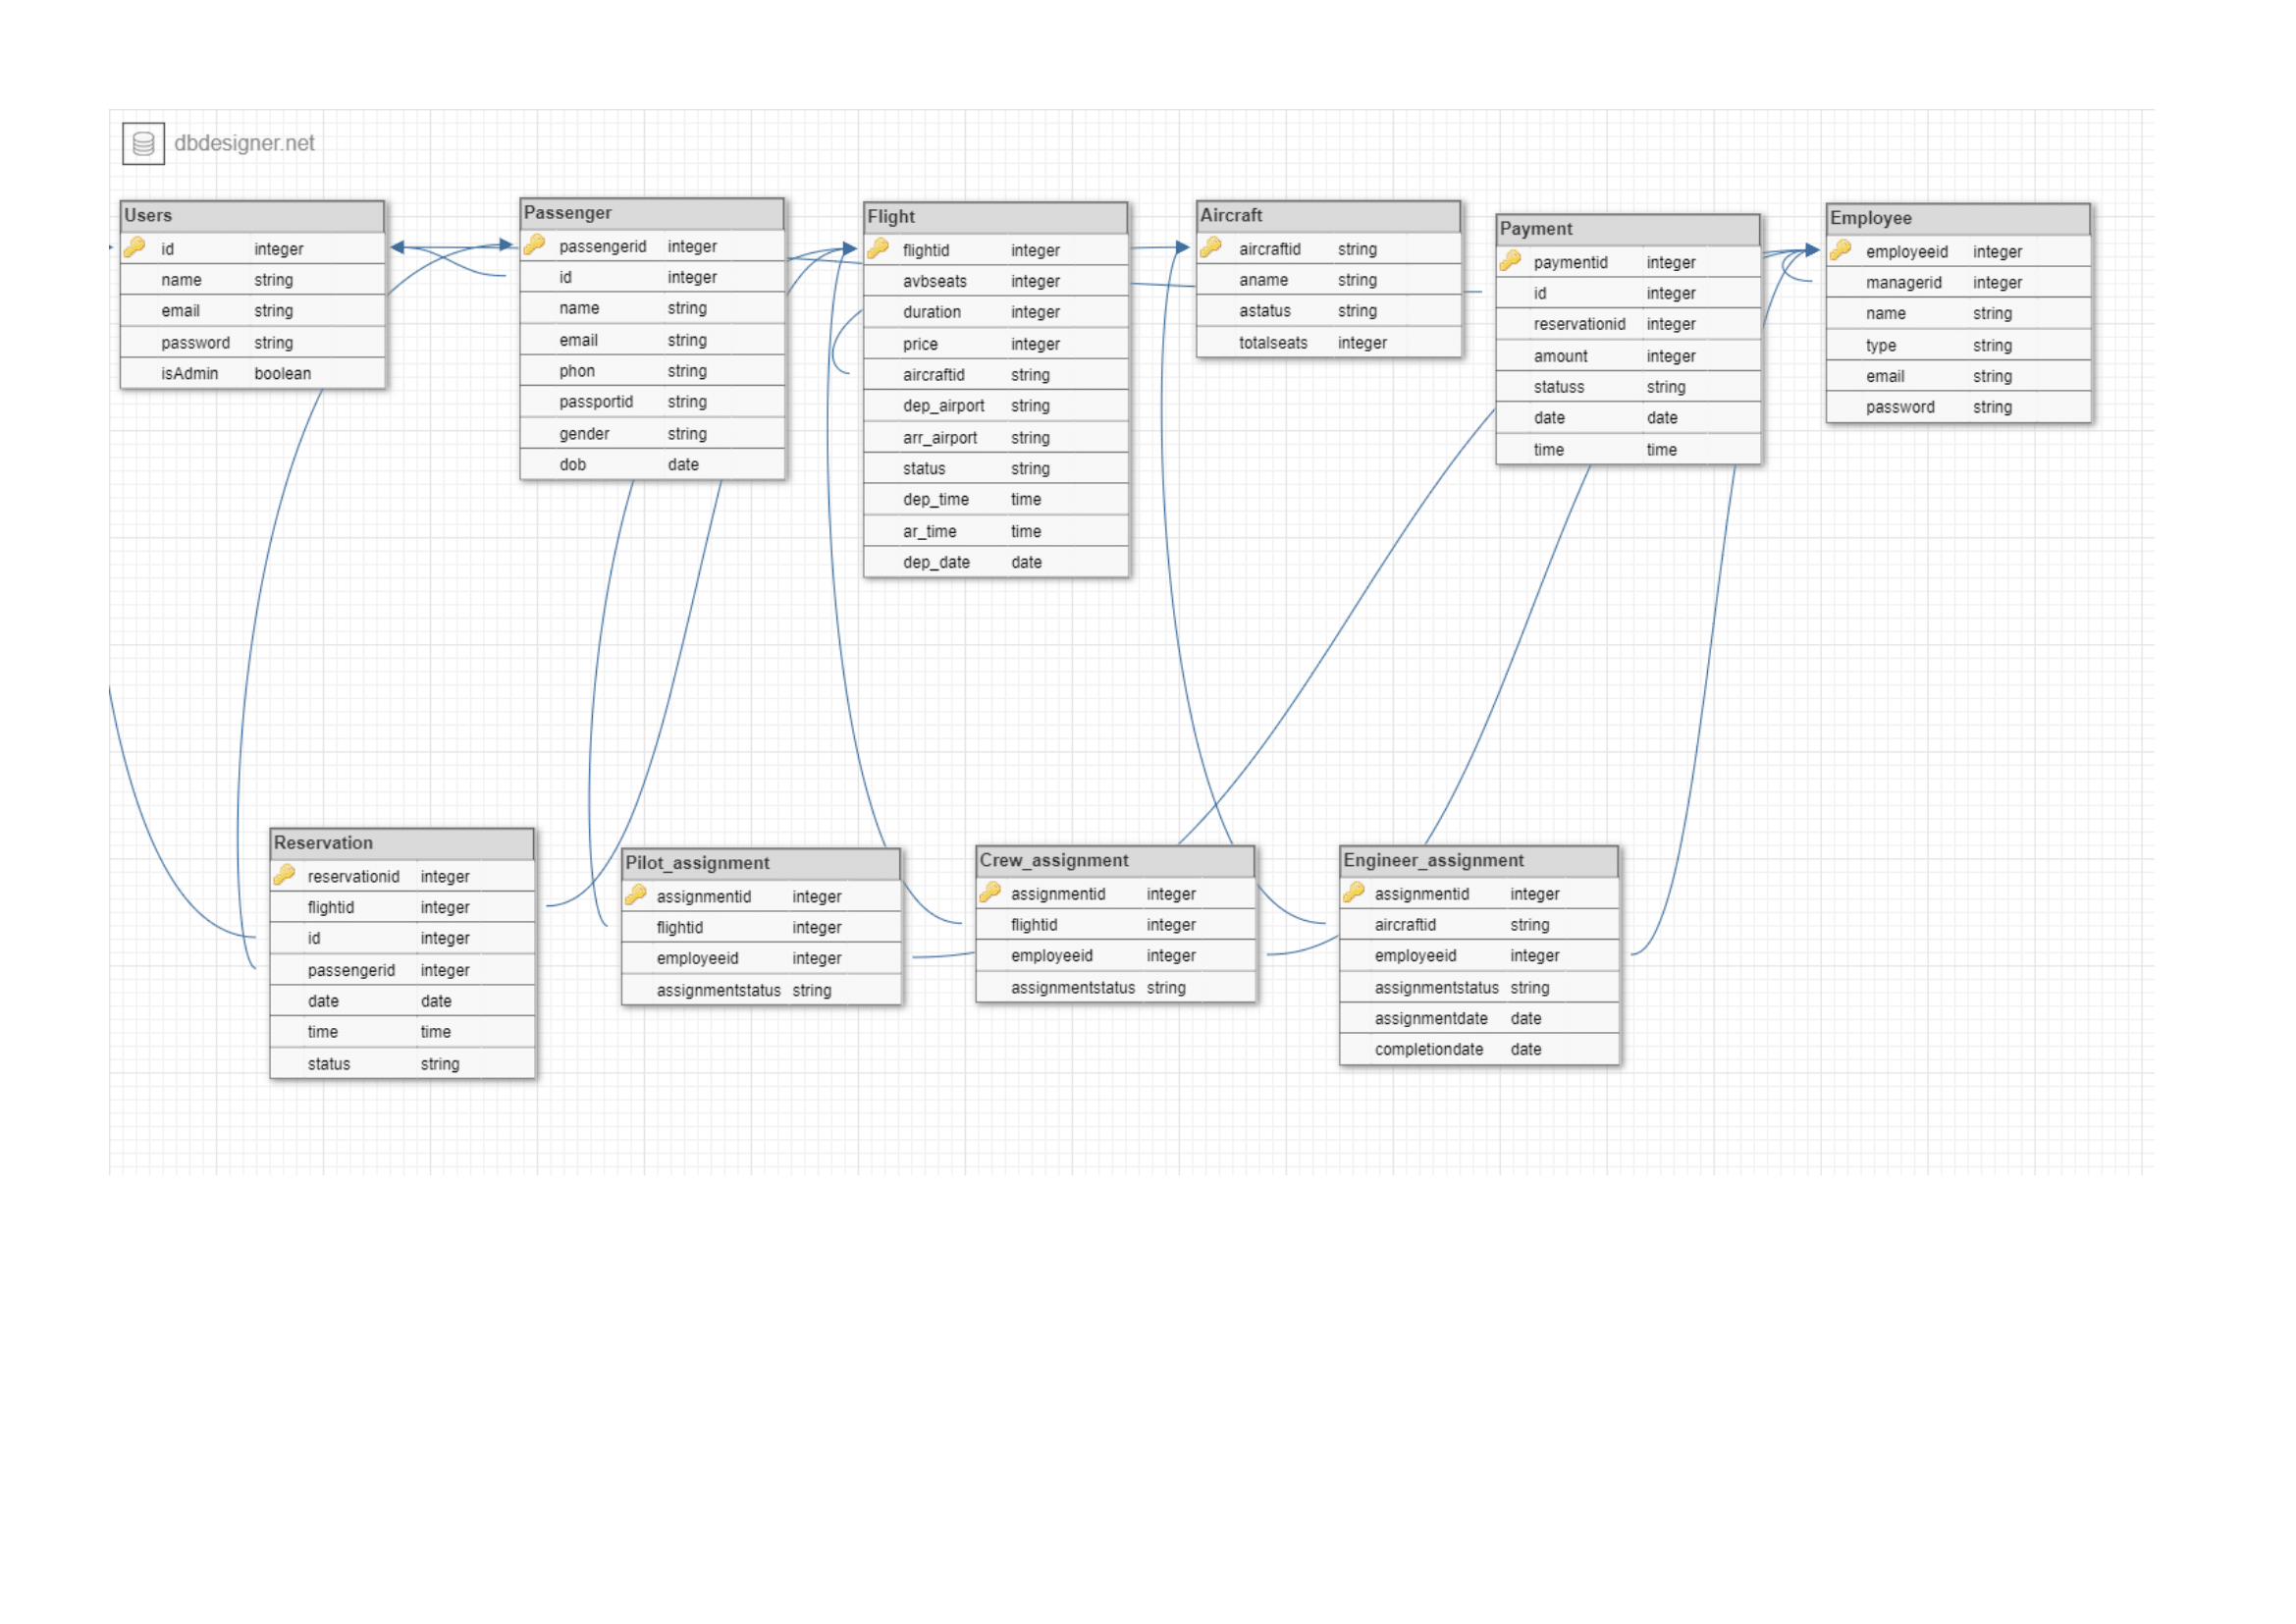 dbdesigner.net
Users
id integer
name string
email string
password string
isAdmin boolean
Passenger
passengerid integer
id integer
name string
email string
phon string
passportid string
gender string
dob date
Flight
flightid integer
avbseats integer
duration integer
price integer
aircraftid string
dep_airport string
arr_airport string
status string
dep_time time
ar_time time
dep_date date
Aircraft
aircraftid string
aname string
astatus string
totalseats integer
Payment
paymentid integer
id integer
reservationid integer
amount integer
statuss string
date date
time time
Employee
employeeid integer
managerid integer
name string
type string
email string
password string
Reservation
reservationid integer
flightid integer
id integer
passengerid integer
date date
time time
status string
Pilot_assignment
assignmentid integer
flightid integer
employeeid integer
assignmentstatus string
Crew_assignment
assignmentid integer
flightid integer
employeeid integer
assignmentstatus string
Engineer_assignment
assignmentid integer
aircraftid string
employeeid integer
assignmentstatus string
assignmentdate date
completiondate date